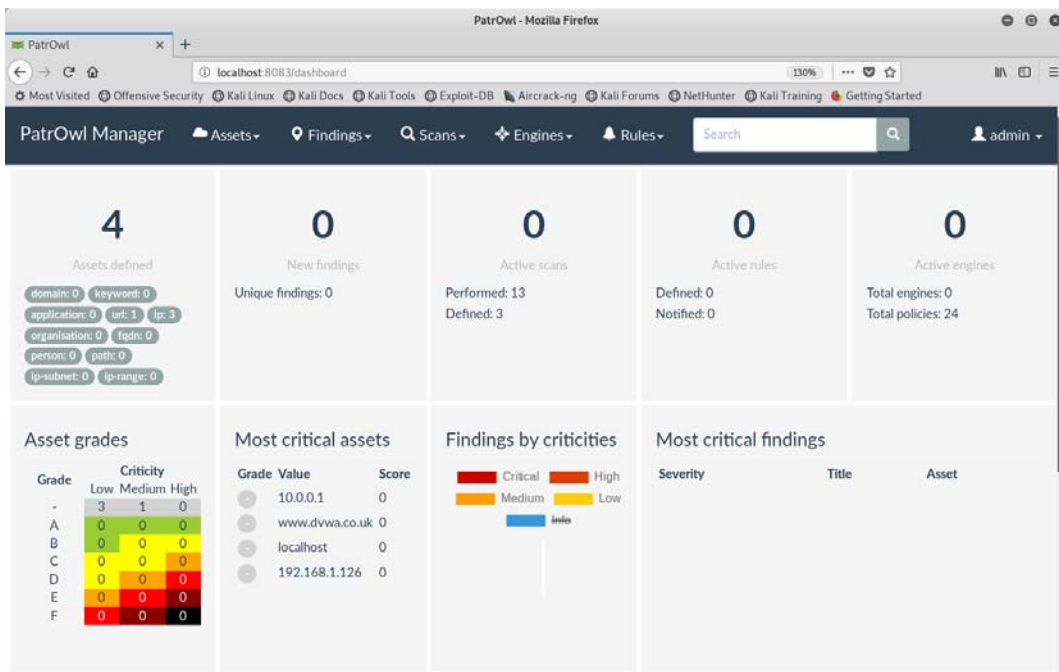 PatrOwl - Mozilla Firefox
PatrOwl
localhost:8083/dashboard
130%
Most Visited Offensive Security Kali Linux Kali Docs Kali Tools Exploit-DB Aircrack-ng Kali Forums NetHunter Kali Training Getting Started
PatrOwl Manager Assets Findings Scans Engines Rules Search admin
4
Assets defined
domain: 0 keyword: 0
application: 0 url: 1 ip: 3
organisation: 0 fqdn: 0
person: 0 path: 0
ip-subnet: 0 ip-range: 0
0
New findings
Unique findings: 0
0
Active scans
Performed: 13
Defined: 3
0
Active rules
Defined: 0
Notified: 0
0
Active engines
Total engines: 0
Total policies: 24
Asset grades
Grade Criticity
Low Medium High
- 3 1 0
A 0 0 0
B 0 0 0
C 0 0 0
D 0 0 0
E 0 0 0
F 0 0 0
Most critical assets
Grade Value Score
- 10.0.0.1 0
- www.dvwa.co.uk 0
- localhost 0
- 192.168.1.126 0
Findings by criticities
Critical High
Medium Low
Info
Most critical findings
Severity Title Asset